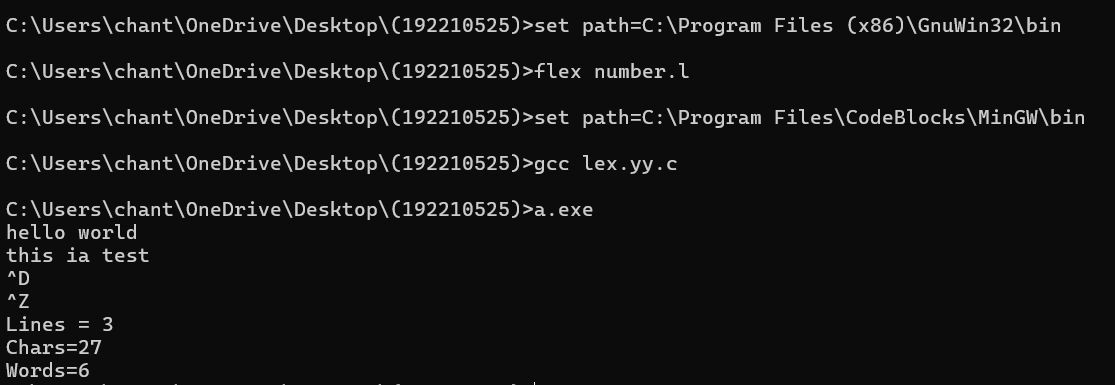 C:\Users\chant\OneDrive\Desktop\(192210525)>set path=C:\Program Files (x86)\GnuWin32\bin
C:\Users\chant\OneDrive\Desktop\(192210525)>flex number.l
C:\Users\chant\OneDrive\Desktop\(192210525)>set path=C:\Program Files\CodeBlocks\MinGW\bin
C:\Users\chant\OneDrive\Desktop\(192210525)>gcc lex.yy.c
C:\Users\chant\OneDrive\Desktop\(192210525)>a.exe
hello world
this ia test
^D
^Z
Lines = 3
Chars=27
Words=6